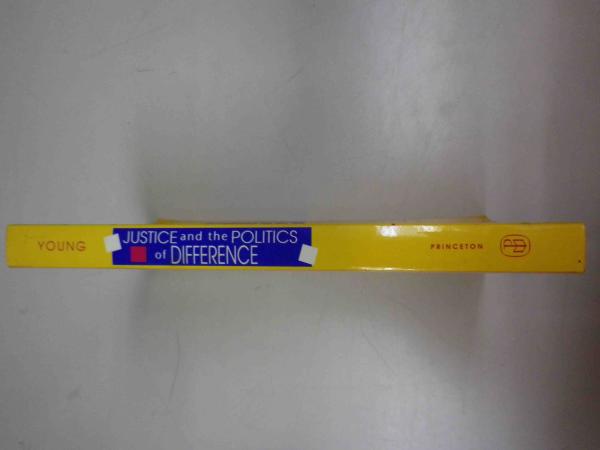 YOUNG
JUSTICE and the POLITICS
of DIFFERENCE
PRINCETON